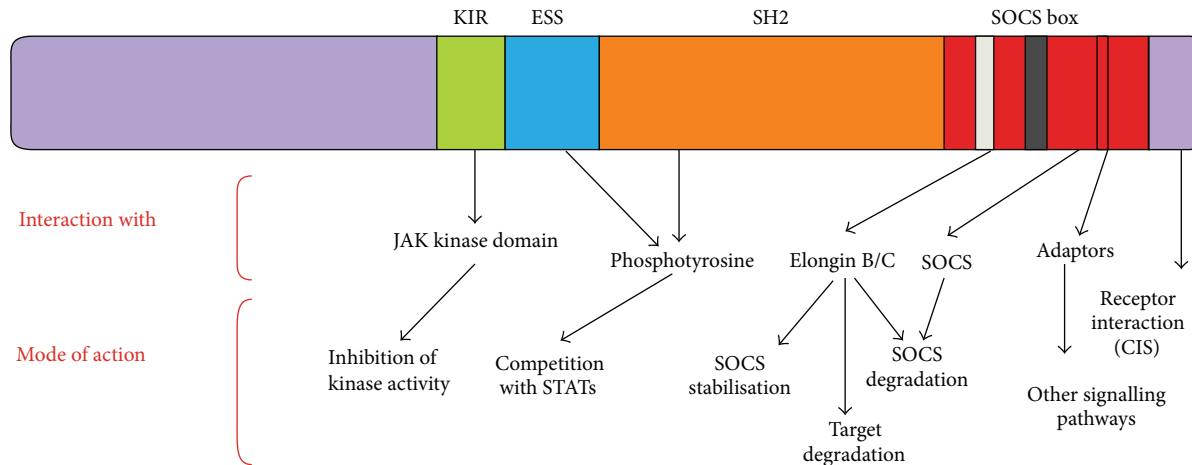 KIR
ESS
SH2
SOCS box
Interaction with
JAK kinase domain
Phosphotyrosine
Elongin B/C
SOCS
Adaptors
Receptor
interaction
(CIS)
Mode of action
Inhibition of
kinase activity
Competition
with STATs
SOCS
stabilisation
SOCS
degradation
Target
degradation
Other signalling
pathways